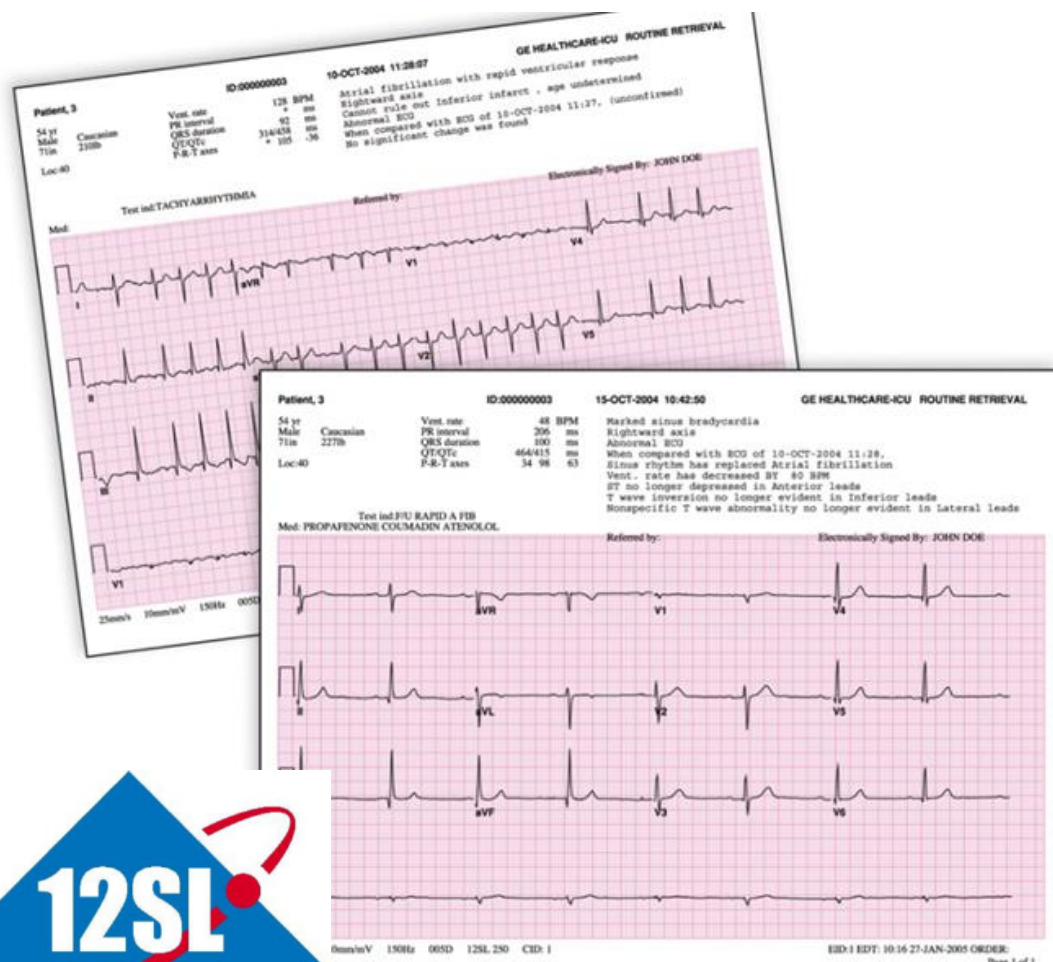 GE HEALTHCARE-ICU ROUTINE RETRIEVAL
Patient, 3 ID:000000003 10-OCT-2004 11:28:07
54 yr
Male Caucasian
71in 210lb
Loc:40
Vent. rate 128 BPM
PR interval * ms
QRS duration 92 ms
QT/QTc 314/458 ms
P-R-T axes * 105 -36
Atrial fibrillation with rapid ventricular response
Rightward axis
Cannot rule out Inferior infarct , age undetermined
Abnormal ECG
When compared with ECG of 10-OCT-2004 11:27, (unconfirmed)
No significant change was found
Test ind:TACHYARRHYTHMIA
Med:
Referred by:
Electronically Signed By: JOHN DOE
I aVR V1 V4
II V2 V5
III
V1
25mm/s 10mm/mV 150Hz 005D
Patient, 3 ID:000000003 15-OCT-2004 10:42:50 GE HEALTHCARE-ICU ROUTINE RETRIEVAL
54 yr
Male Caucasian
71in 227lb
Loc:40
Vent. rate 48 BPM
PR interval 206 ms
QRS duration 100 ms
QT/QTc 464/415 ms
P-R-T axes 34 98 63
Marked sinus bradycardia
Rightward axis
Abnormal ECG
When compared with ECG of 10-OCT-2004 11:28,
Sinus rhythm has replaced Atrial fibrillation
Vent. rate has decreased BY 80 BPM
ST no longer depressed in Anterior leads
T wave inversion no longer evident in Inferior leads
Nonspecific T wave abnormality no longer evident in Lateral leads
Test ind:F/U RAPID A FIB
Med: PROPAFENONE COUMADIN ATENOLOL
Referred by: Electronically Signed By: JOHN DOE
I aVR V1 V4
II aVL V2 V5
aVF V3 V6
0mm/mV 150Hz 005D 12SL 250 CID: 1 EID:1 EDT: 10:16 27-JAN-2005 ORDER:
Page 1 of 1
12SL